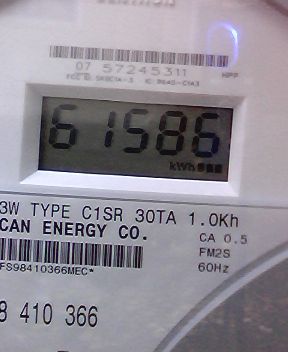 07 57245311
61586
kWh
3W TYPE C1SR 30TA 1.0Kh
CAN ENERGY CO.
CA 0.5
FM2S
60Hz
FS98410366MEC*
8 410 366